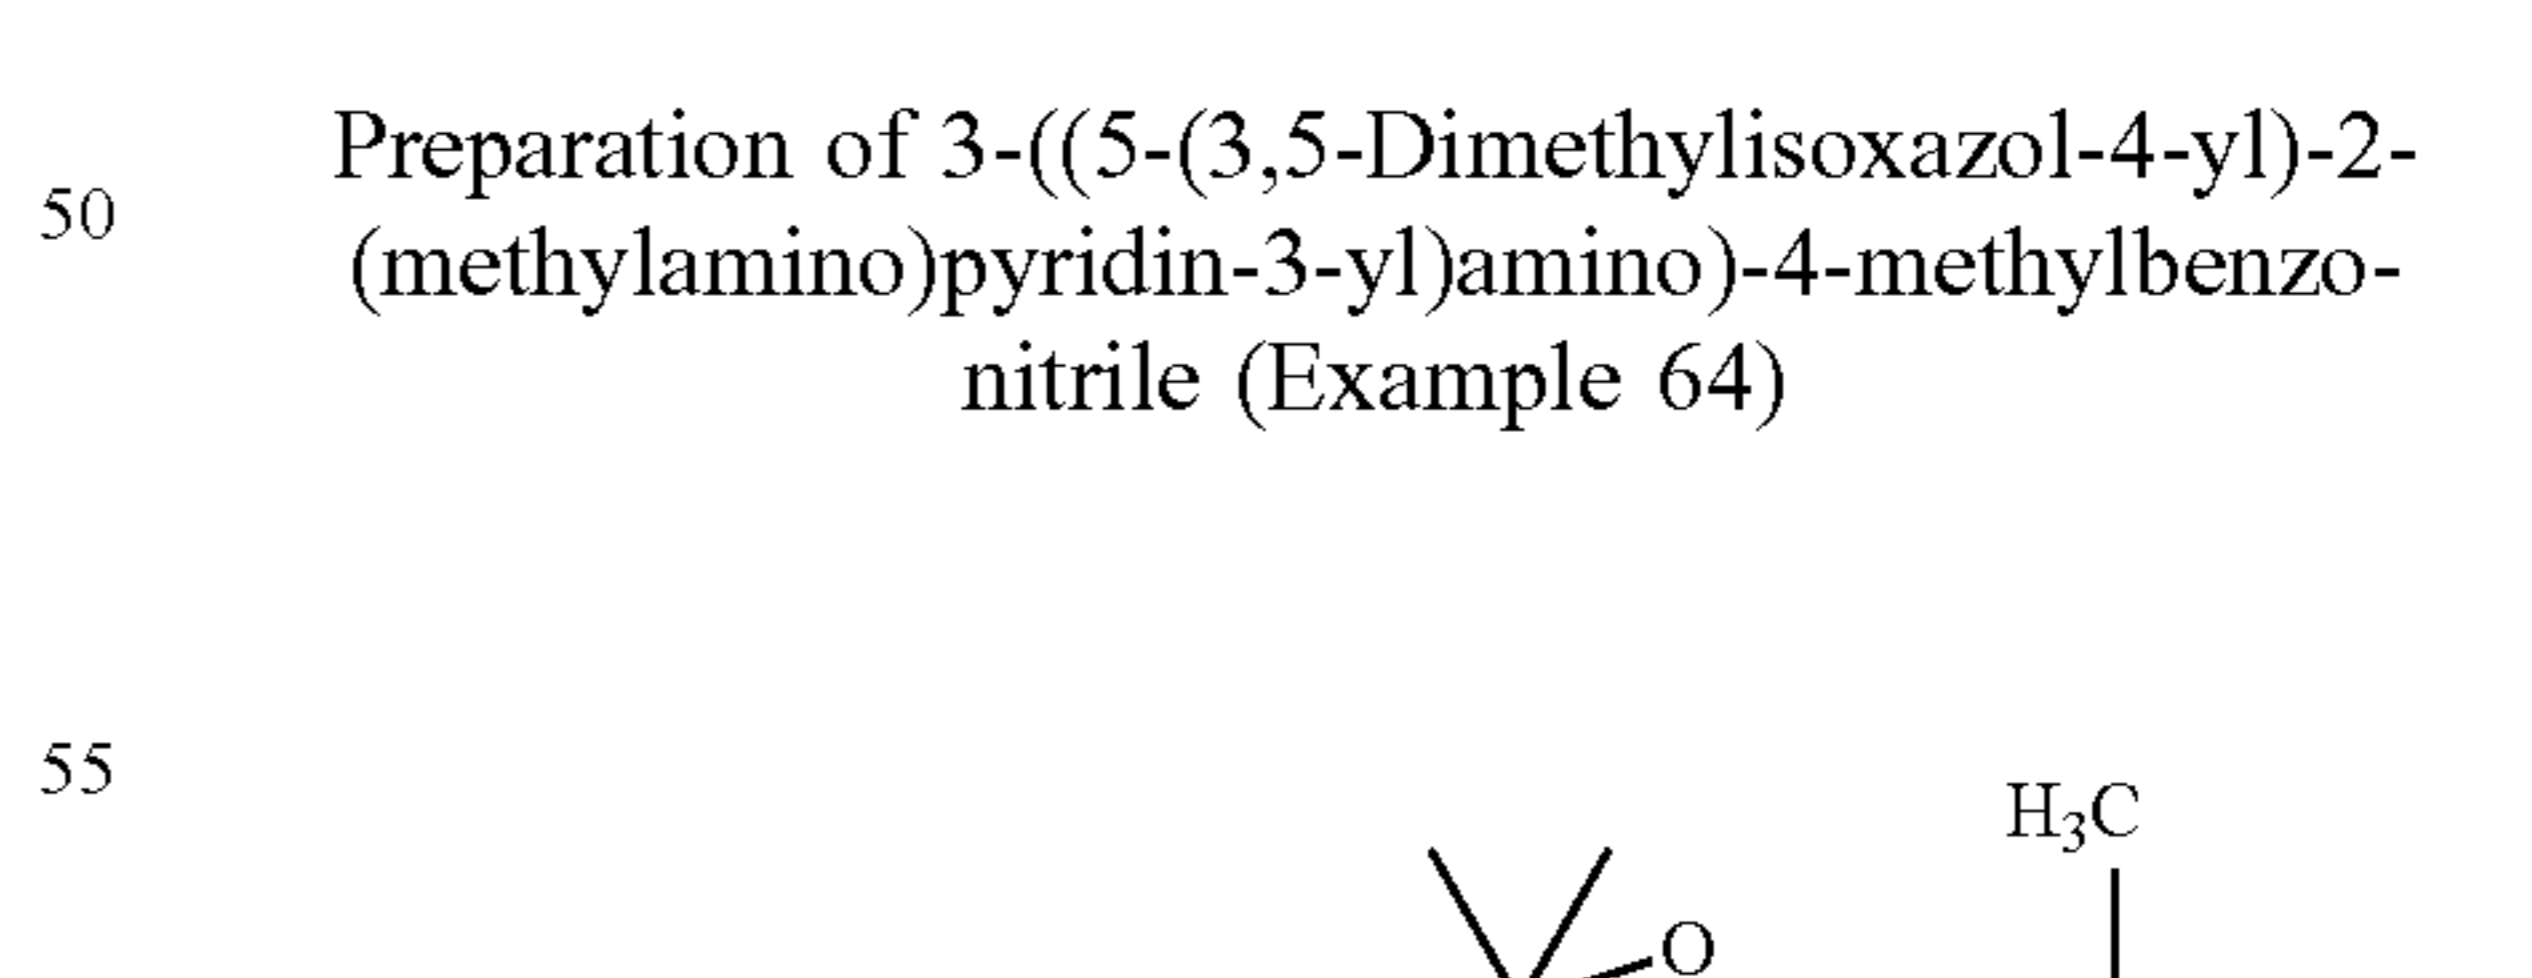 Preparation of 3-((5-(3,5-Dimethylisoxazol-4-yl)-2-
50
(methylamino)pyridin-3-yl)amino)-4-methylbenzo-
nitrile (Example 64)
55
H₃C
O